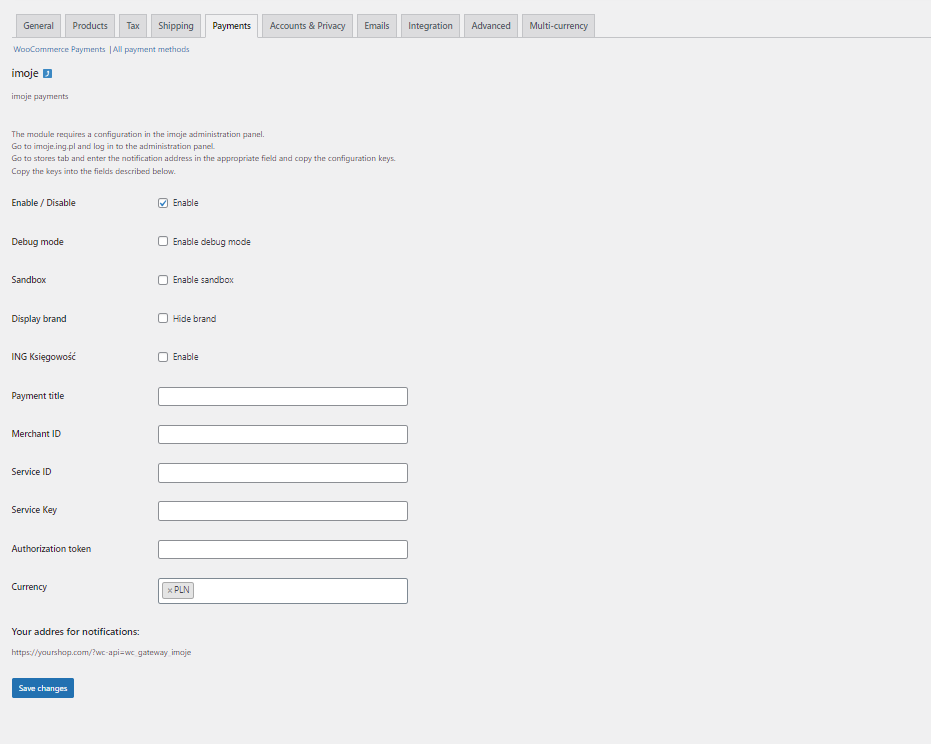 General Products Tax Shipping Payments Accounts & Privacy Emails Integration Advanced Multi-currency
WooCommerce Payments | All payment methods
imoje
imoje payments
The module requires a configuration in the imoje administration panel.
Go to imoje.ing.pl and log in to the administration panel.
Go to stores tab and enter the notification address in the appropriate field and copy the configuration keys.
Copy the keys into the fields described below.
Enable / Disable Enable
Debug mode Enable debug mode
Sandbox Enable sandbox
Display brand Hide brand
ING Księgowość Enable
Payment title
Merchant ID
Service ID
Service Key
Authorization token
Currency × PLN
Your addres for notifications:
https://yourshop.com/?wc-api=wc_gateway_imoje
Save changes